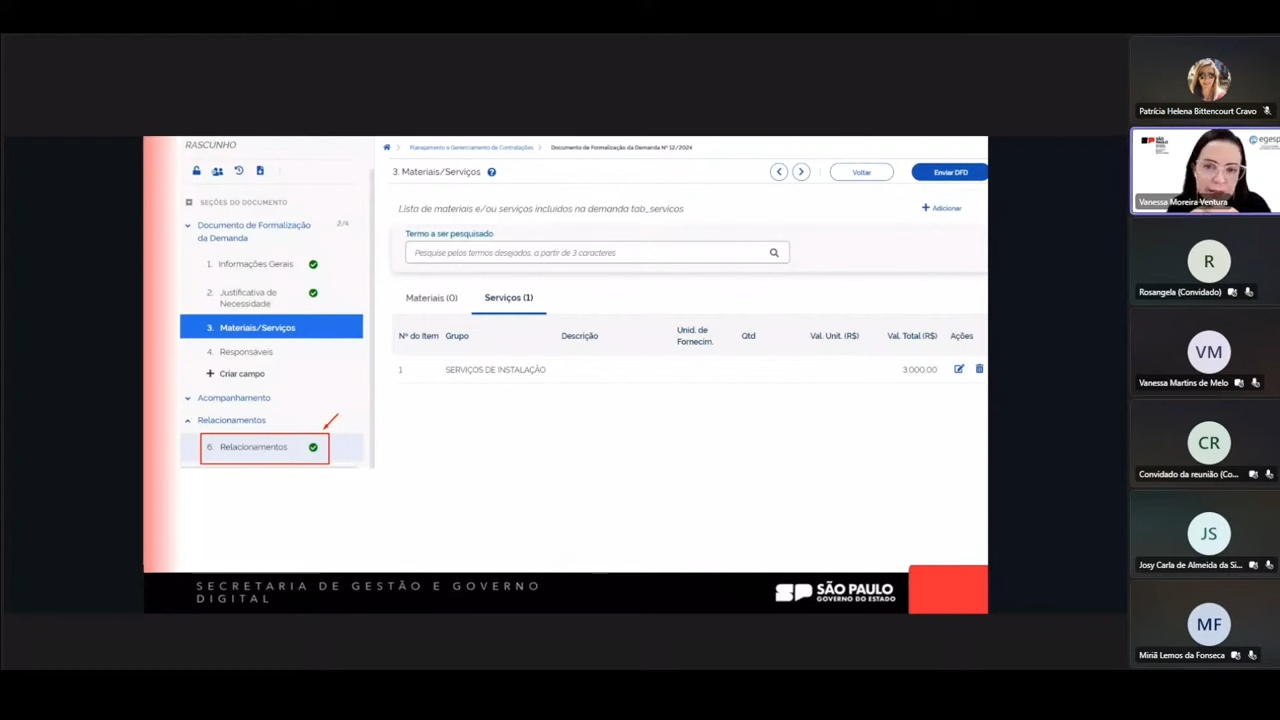 RASCUNHO
SEÇÕES DO DOCUMENTO
Documento de Formalização
da Demanda
2/4
1. Informações Gerais
2. Justificativa de
Necessidade
3. Materiais/Serviços
4. Responsáveis
+ Criar campo
Acompanhamento
Relacionamentos
6. Relacionamentos
Planejamento e Gerenciamento de Contratações > Documento de Formalização da Demanda Nº 12/2024
3. Materiais/Serviços ?
Voltar
Enviar DFD
Lista de materiais e/ou serviços incluídos na demanda tab_servicos
+ Adicionar
Termo a ser pesquisado
Pesquise pelos termos desejados, a partir de 3 caracteres
Materiais (0) Serviços (1)
Nº do Item Grupo Descrição Unid. de Fornecim. Qtd Val. Unit. (R$) Val. Total (R$) Ações
1 SERVIÇOS DE INSTALAÇÃO 3.000,00
SECRETARIA DE GESTÃO E GOVERNO
DIGITAL
SP SÃO PAULO
GOVERNO DO ESTADO
Patrícia Helena Bittencourt Cravo
SÃO PAULO
egesp
Vanessa Moreira Ventura
R
Rosangela (Convidado)
VM
Vanessa Martins de Melo
CR
Convidado da reunião (Co...
JS
Josy Carla de Almeida da Si...
MF
Miriã Lemos da Fonseca